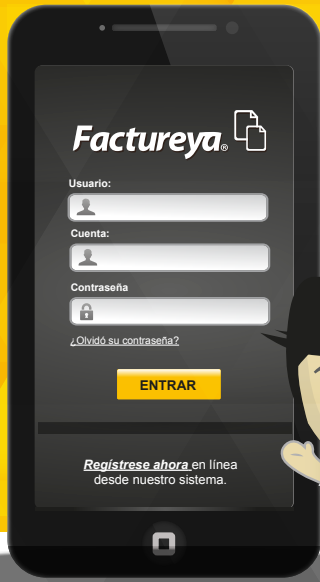 Factureya®
Usuario:
Cuenta:
Contraseña
¿Olvidó su contraseña?
ENTRAR
Regístrese ahora en línea
desde nuestro sistema.